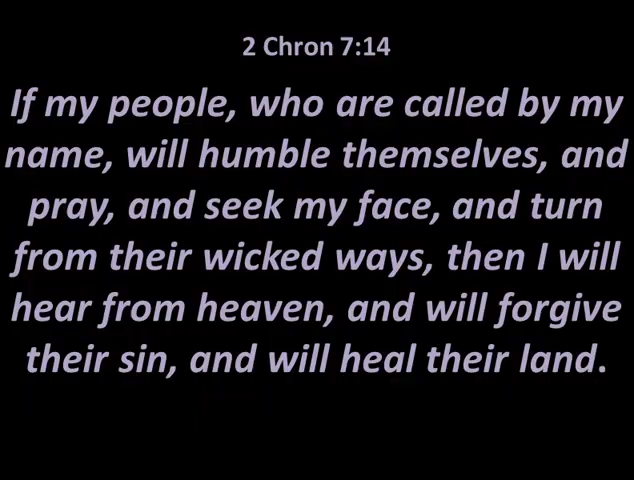 2 Chron 7:14
If my people, who are called by my
name, will humble themselves, and
pray, and seek my face, and turn
from their wicked ways, then I will
hear from heaven, and will forgive
their sin, and will heal their land.